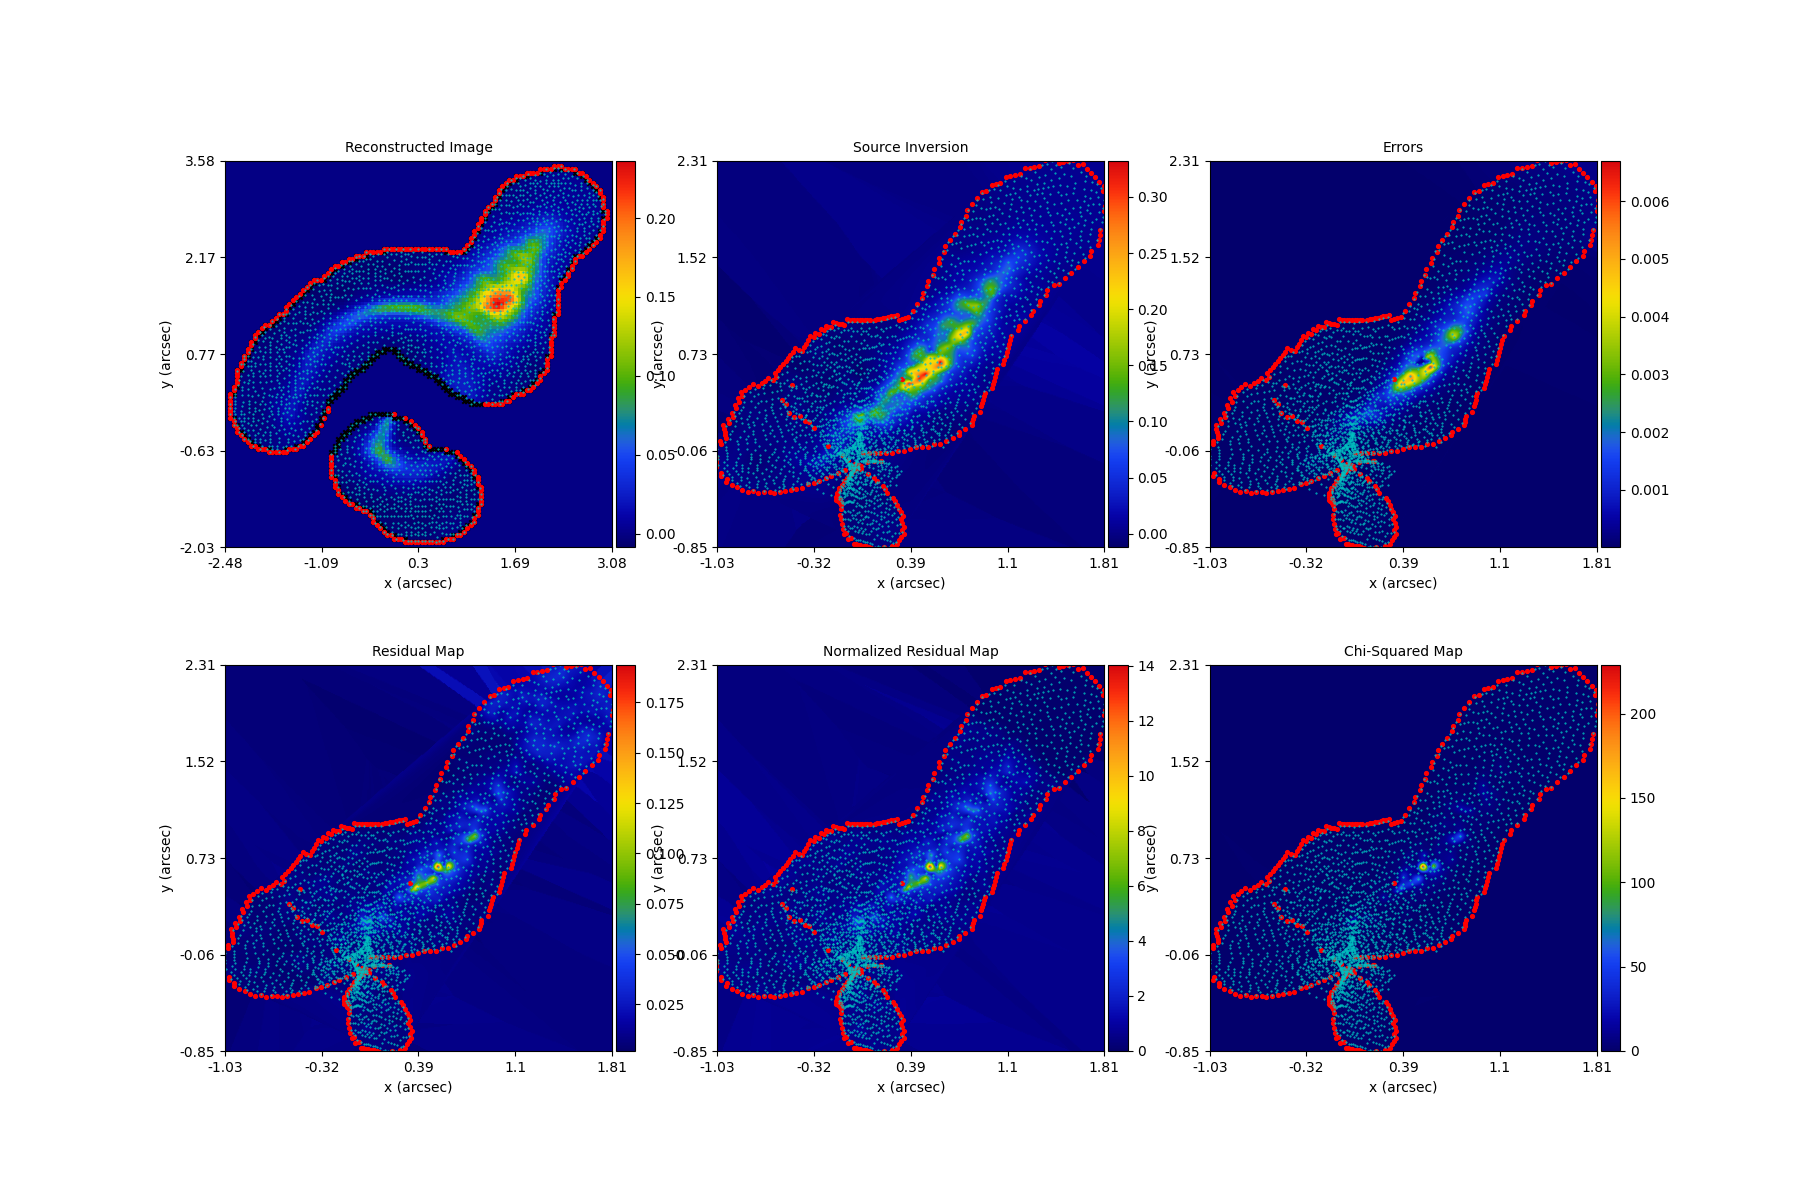 Reconstructed Image
3.58
2.17
0.77
-0.63
-2.03
y (arcsec)
-2.48 -1.09 0.3 1.69 3.08
x (arcsec)
0.20
0.15
0.10
0.05
0.00
Source Inversion
2.31
1.52
0.73
-0.06
-0.85
y (arcsec)
-1.03 -0.32 0.39 1.1 1.81
x (arcsec)
0.30
0.25
0.20
0.15
0.10
0.05
0.00
Errors
2.31
1.52
0.73
-0.06
-0.85
y (arcsec)
-1.03 -0.32 0.39 1.1 1.81
x (arcsec)
0.006
0.005
0.004
0.003
0.002
0.001
Residual Map
2.31
1.52
0.73
-0.06
-0.85
y (arcsec)
-1.03 -0.32 0.39 1.1 1.81
x (arcsec)
0.175
0.150
0.125
0.100
0.075
0.050
0.025
Normalized Residual Map
2.31
1.52
0.73
-0.06
-0.85
y (arcsec)
-1.03 -0.32 0.39 1.1 1.81
x (arcsec)
14
12
10
8
6
4
2
0
Chi-Squared Map
2.31
1.52
0.73
-0.06
-0.85
y (arcsec)
-1.03 -0.32 0.39 1.1 1.81
x (arcsec)
200
150
100
50
0